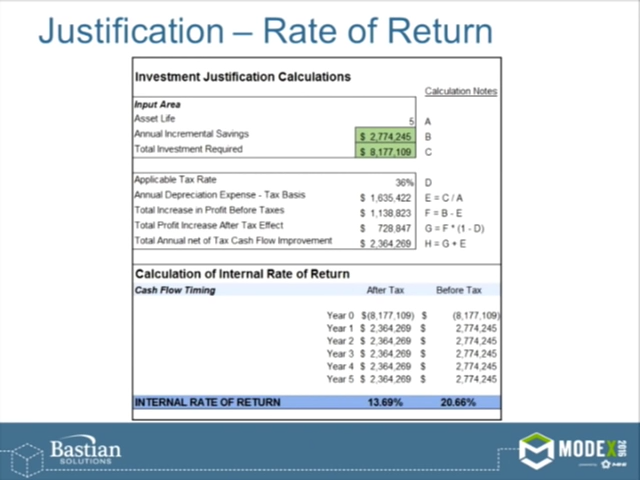 Justification – Rate of Return
Investment Justification Calculations
Calculation Notes
Input Area
Asset Life 5 A
Annual Incremental Savings $ 2,774,245 B
Total Investment Required $ 8,177,109 C
Applicable Tax Rate 36% D
Annual Depreciation Expense - Tax Basis $ 1,635,422 E = C / A
Total Increase in Profit Before Taxes $ 1,138,823 F = B - E
Total Profit Increase After Tax Effect $ 728,847 G = F * (1 - D)
Total Annual net of Tax Cash Flow Improvement $ 2,364,269 H = G + E
Calculation of Internal Rate of Return
Cash Flow Timing After Tax Before Tax
Year 0 $(8,177,109) $ (8,177,109)
Year 1 $ 2,364,269 $ 2,774,245
Year 2 $ 2,364,269 $ 2,774,245
Year 3 $ 2,364,269 $ 2,774,245
Year 4 $ 2,364,269 $ 2,774,245
Year 5 $ 2,364,269 $ 2,774,245
INTERNAL RATE OF RETURN 13.69% 20.66%
Bastian
SOLUTIONS
MODEX
2016